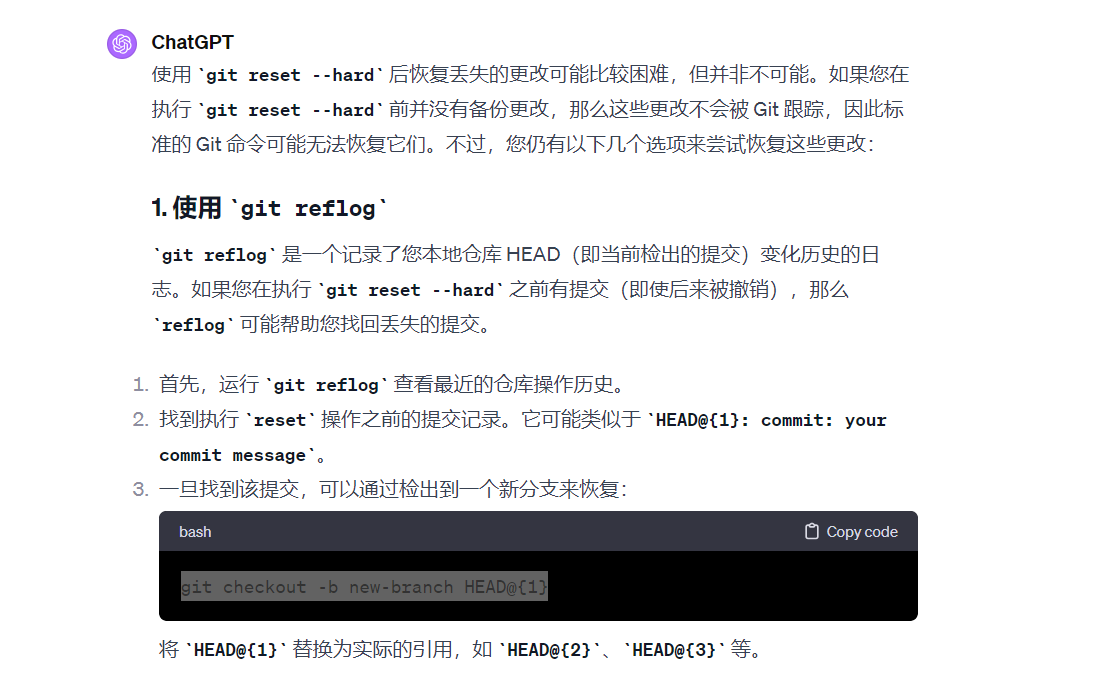 ChatGPT
使用 `git reset --hard` 后恢复丢失的更改可能比较困难，但并非不可能。如果您在
执行 `git reset --hard` 前并没有备份更改，那么这些更改不会被 Git 跟踪，因此标
准的 Git 命令可能无法恢复它们。不过，您仍有以下几个选项来尝试恢复这些更改：
1. 使用 `git reflog`
`git reflog` 是一个记录了您本地仓库 HEAD（即当前检出的提交）变化历史的日
志。如果您在执行 `git reset --hard` 之前有提交（即使后来被撤销），那么
`reflog` 可能帮助您找回丢失的提交。
1. 首先，运行 `git reflog` 查看最近的仓库操作历史。
2. 找到执行 `reset` 操作之前的提交记录。它可能类似于 `HEAD@{1}: commit: your
commit message`。
3. 一旦找到该提交，可以通过检出到一个新分支来恢复：
bash
Copy code
git checkout -b new-branch HEAD@{1}
将 `HEAD@{1}` 替换为实际的引用，如 `HEAD@{2}`、`HEAD@{3}` 等。